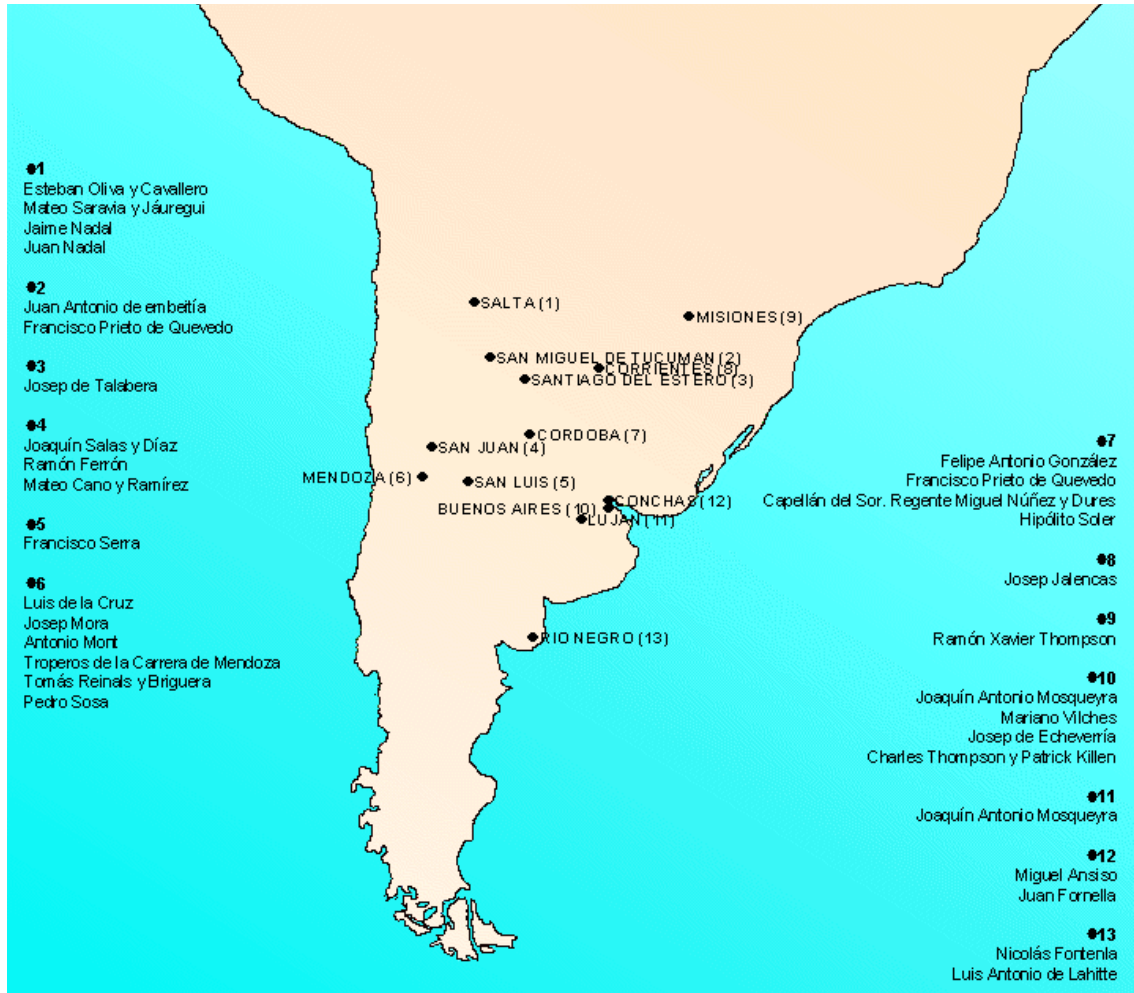 ●1
Esteban Oliva y Cavallero
Mateo Saravia y Jáuregui
Jaime Nadal
Juan Nadal
●2
Juan Antonio de embeitía
Francisco Prieto de Quevedo
●3
Josep de Talabera
●4
Joaquín Salas y Díaz
Ramón Ferrón
Mateo Cano y Ramírez
●5
Francisco Serra
●6
Luis de la Cruz
Josep Mora
Antonio Mont
Troperos de la Carrera de Mendoza
Tomás Reinals y Briguera
Pedro Sosa
SALTA (1)
MISIONES (9)
SAN MIGUEL DE TUCUMAN (2)
CORRIENTES (8)
SANTIAGO DEL ESTERO (3)
CORDOBA (7)
SAN JUAN (4)
MENDOZA (6)
SAN LUIS (5)
CONCHAS (12)
BUENOS AIRES (10)
LUJAN (11)
RIO NEGRO (13)
●7
Felipe Antonio González
Francisco Prieto de Quevedo
Capellán del Sor. Regente Miguel Núñez y Dures
Hipólito Soler
●8
Josep Jalencas
●9
Ramón Xavier Thompson
●10
Joaquín Antonio Mosqueyra
Mariano Vilches
Josep de Echeverría
Charles Thompson y Patrick Killen
●11
Joaquín Antonio Mosqueyra
●12
Miguel Ansiso
Juan Fornella
●13
Nicolás Fontenla
Luis Antonio de Lahitte